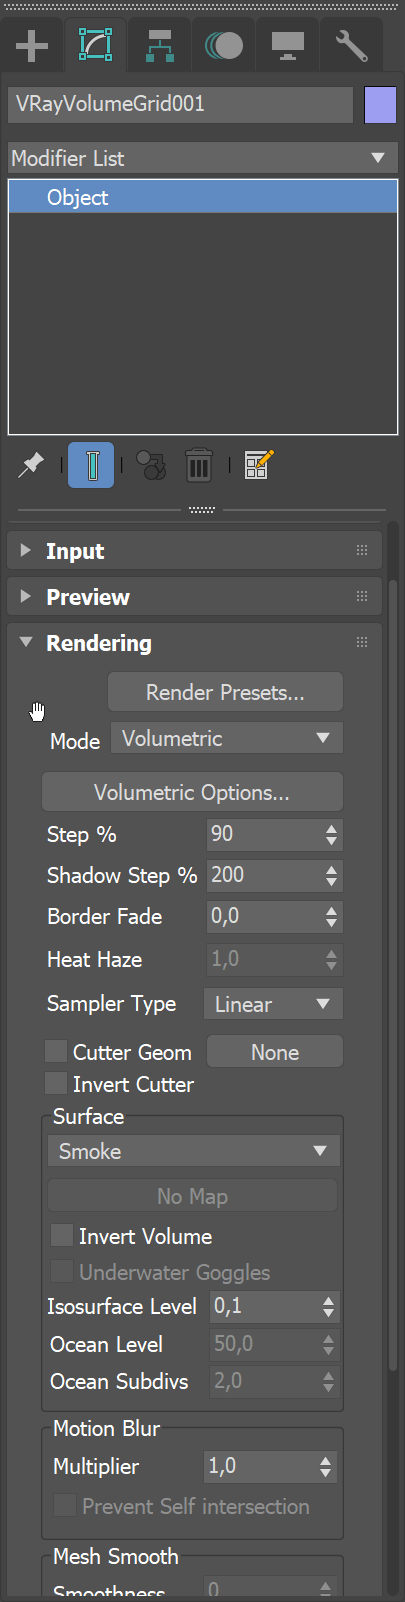 VRayVolumeGrid001
Modifier List
Object
Input
Preview
Rendering
Render Presets...
Mode Volumetric
Volumetric Options...
Step % 90
Shadow Step % 200
Border Fade 0,0
Heat Haze 1,0
Sampler Type Linear
Cutter Geom None
Invert Cutter
Surface
Smoke
No Map
Invert Volume
Underwater Goggles
Isosurface Level 0,1
Ocean Level 50,0
Ocean Subdivs 2,0
Motion Blur
Multiplier 1,0
Prevent Self intersection
Mesh Smooth
Smoothness 0